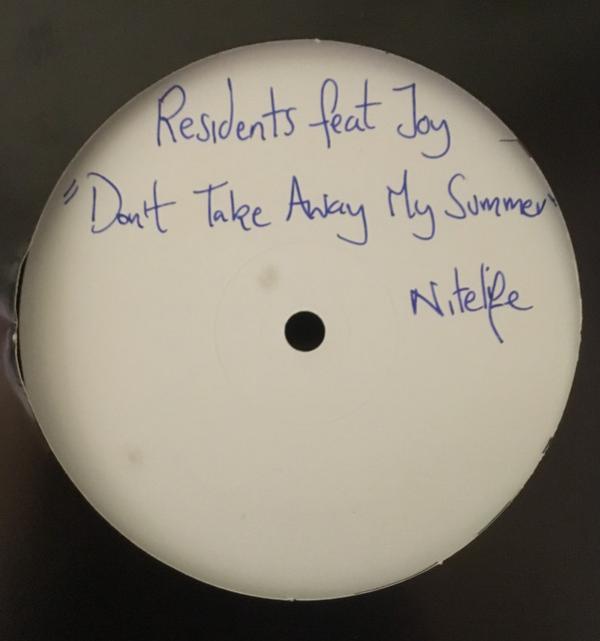 Residents feat Joy
"Don't Take Away My Summer"
Nitelife